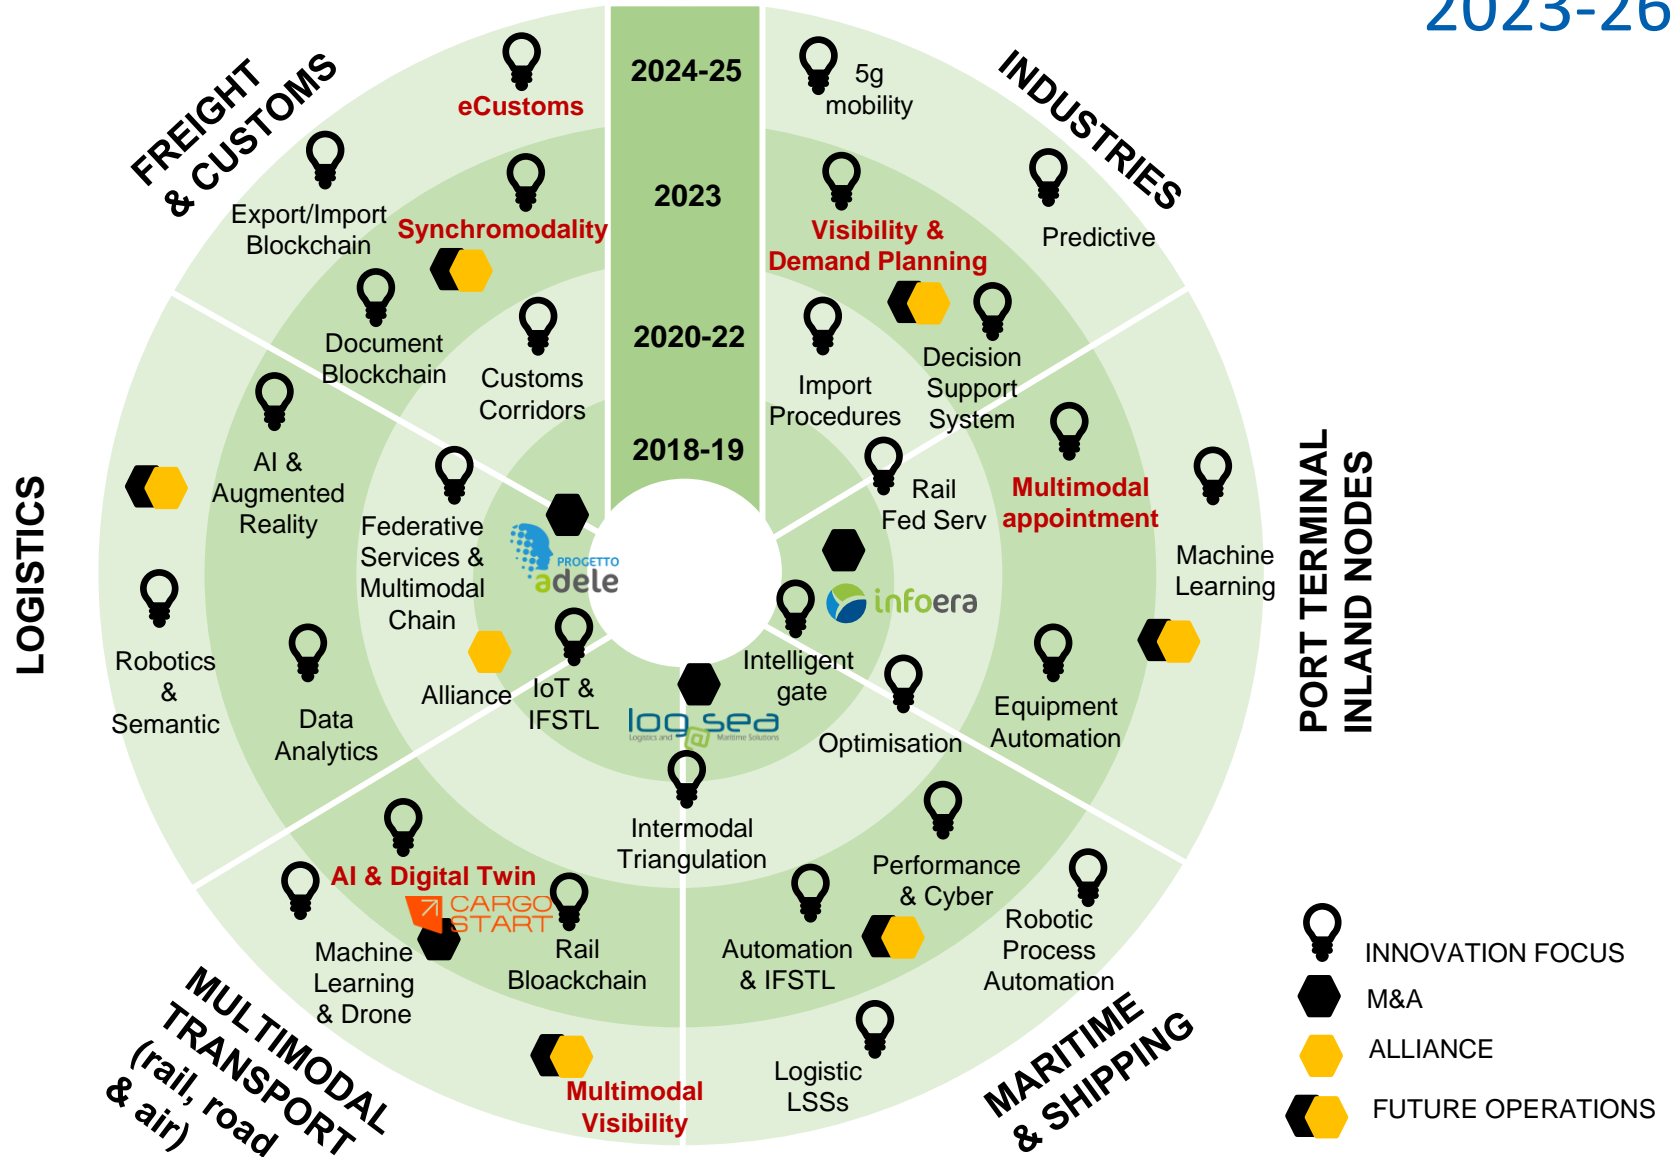 2023-26
FREIGHT
& CUSTOMS
INDUSTRIES
PORT TERMINAL
INLAND NODES
MARITIME
& SHIPPING
MULTIMODAL
TRANSPORT
(rail, road
& air)
LOGISTICS
2024-25
2023
2020-22
2018-19
eCustoms
Export/Import
Blockchain
Synchromodality
Document
Blockchain
Customs
Corridors
5g
mobility
Predictive
Visibility &
Demand Planning
Decision
Support
System
Import
Procedures
Rail
Fed Serv
Multimodal
appointment
Machine
Learning
infoera
Intelligent
gate
Optimisation
Equipment
Automation
AI &
Augmented
Reality
Federative
Services &
Multimodal
Chain
PROGETTO
adele
Alliance
IoT &
IFSTL
Robotics
&
Semantic
Data
Analytics
log@sea
Logistics and Maritime Solutions
Intermodal
Triangulation
AI & Digital Twin
CARGO
START
Machine
Learning
& Drone
Rail
Bloackchain
Multimodal
Visibility
Performance
& Cyber
Automation
& IFSTL
Robotic
Process
Automation
Logistic
LSSs
INNOVATION FOCUS
M&A
ALLIANCE
FUTURE OPERATIONS